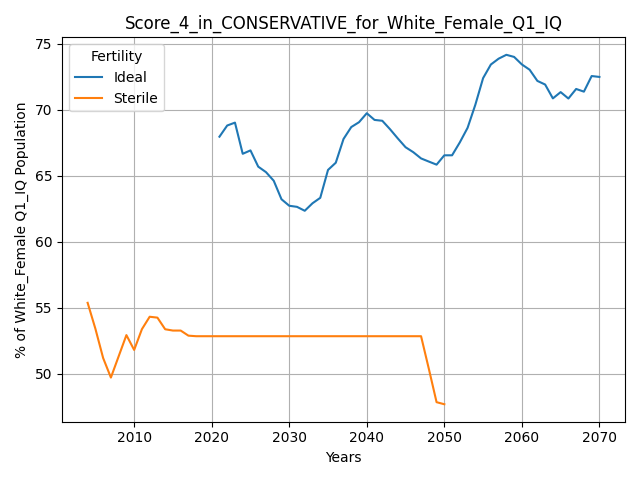 Score_4_in_CONSERVATIVE_for_White_Female_Q1_IQ
% of White_Female Q1_IQ Population
75
70
65
60
55
50
Fertility
Ideal
Sterile
2010 2020 2030 2040 2050 2060 2070
Years